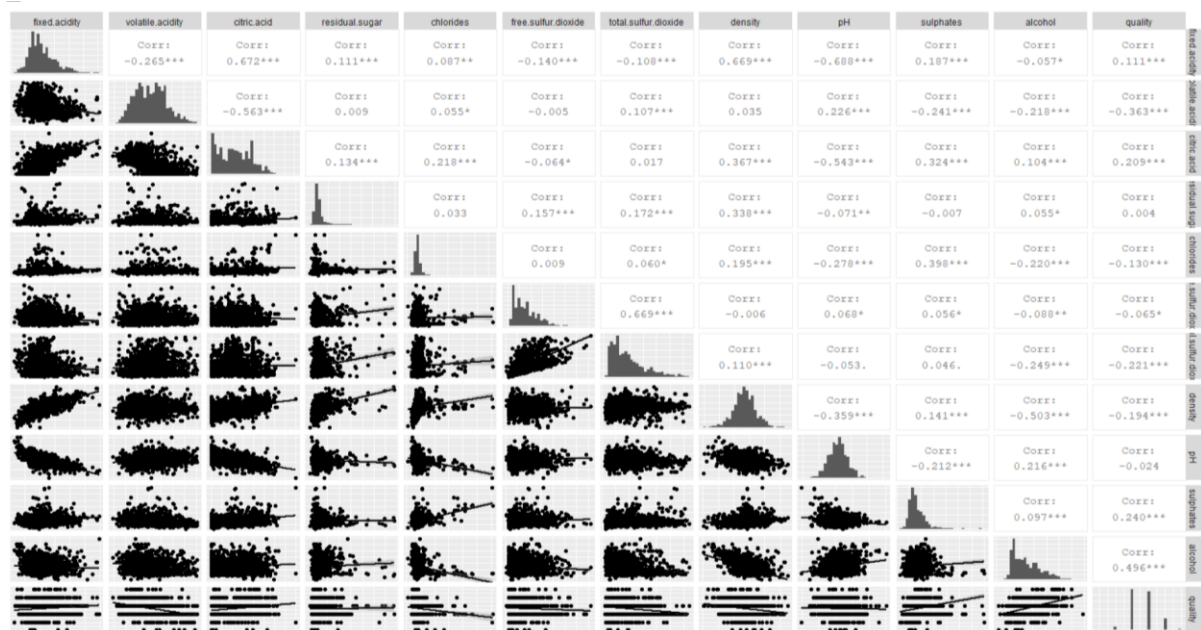 fixed.acidity volatile.acidity citric.acid residual.sugar chlorides free.sulfur.dioxide total.sulfur.dioxide density pH sulphates alcohol quality
Corr: Corr: Corr: Corr: Corr: Corr: Corr: Corr: Corr: Corr: Corr:
-0.265*** 0.672*** 0.111*** 0.087** -0.140*** -0.108*** 0.669*** -0.688*** 0.187*** -0.057* 0.111***
fixed.acidity
Corr: Corr: Corr: Corr: Corr: Corr: Corr: Corr: Corr: Corr:
-0.563*** 0.009 0.055* -0.005 0.107*** 0.035 0.226*** -0.241*** -0.218*** -0.363***
olatile.acidi
Corr: Corr: Corr: Corr: Corr: Corr: Corr: Corr: Corr:
0.134*** 0.218*** -0.064* 0.017 0.367*** -0.543*** 0.324*** 0.104*** 0.209***
citric.acid
Corr: Corr: Corr: Corr: Corr: Corr: Corr: Corr:
0.033 0.157*** 0.172*** 0.338*** -0.071** -0.007 0.055* 0.004
sidual.sug
Corr: Corr: Corr: Corr: Corr: Corr: Corr:
0.009 0.060* 0.195*** -0.278*** 0.398*** -0.220*** -0.130***
chlorides
Corr: Corr: Corr: Corr: Corr: Corr:
0.669*** -0.006 0.068* 0.056* -0.088** -0.065*
.sulfur.dio
Corr: Corr: Corr: Corr: Corr:
0.110*** -0.053. 0.046. -0.249*** -0.221***
l.sulfur.dio
Corr: Corr: Corr: Corr:
-0.359*** 0.141*** -0.503*** -0.194***
density
Corr: Corr: Corr:
-0.212*** 0.216*** -0.024
pH
Corr: Corr:
0.097*** 0.240***
sulphates
Corr:
0.496***
alcohol
quality